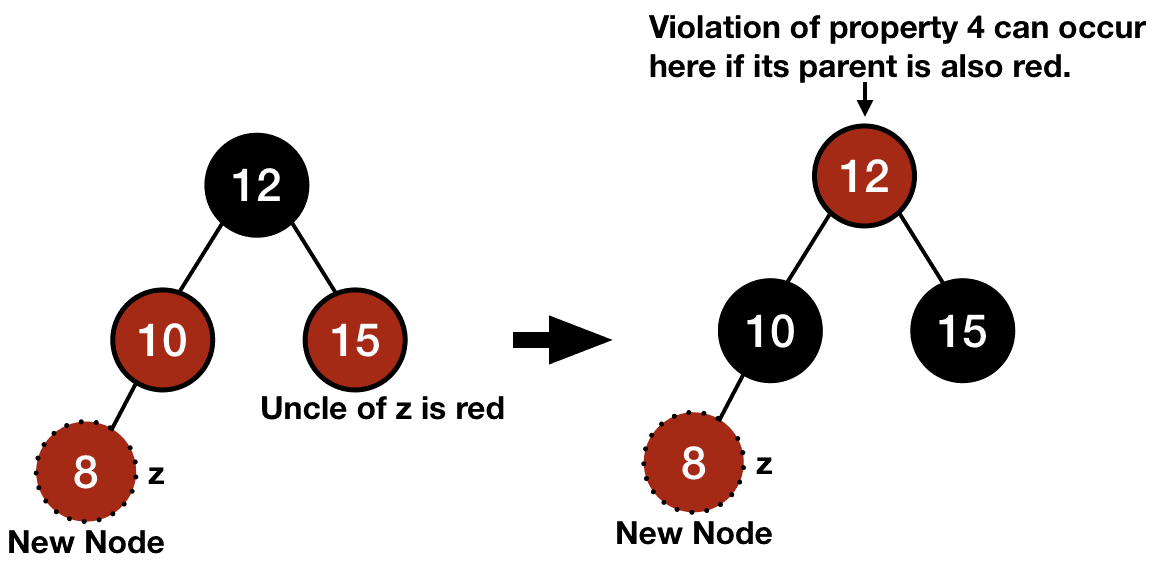 Violation of property 4 can occur
here if its parent is also red.
12
10
15
Uncle of z is red
8
z
New Node
12
10
15
8
z
New Node